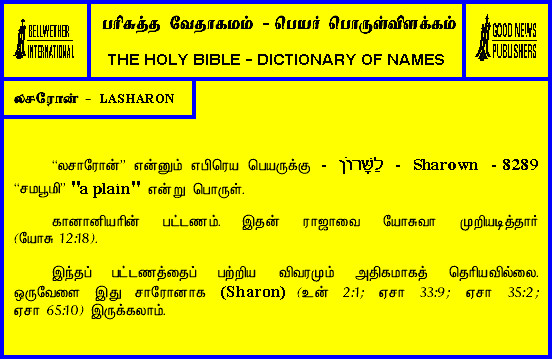 BELLWETHER
INTERNATIONAL
பரிசுத்த வேதாகமம் - பெயர் பொருள்விளக்கம்
THE HOLY BIBLE - DICTIONARY OF NAMES
GOOD NEWS
PUBLISHERS
லசரோன் - LASHARON
“லசாரோன்” என்னும் எபிரெய பெயருக்கு - לַשָּׁרוֹן - Sharown - 8289
“சமபூமி” "a plain" என்று பொருள்.
கானானியரின் பட்டணம். இதன் ராஜாவை யோசுவா முறியடித்தார்
(யோசு 12:18).
இந்தப் பட்டணத்தைப் பற்றிய விவரமும் அதிகமாகத் தெரியவில்லை.
ஒருவேளை இது சாரோனாக (Sharon) (உன் 2:1; ஏசா 33:9; ஏசா 35:2;
ஏசா 65:10) இருக்கலாம்.